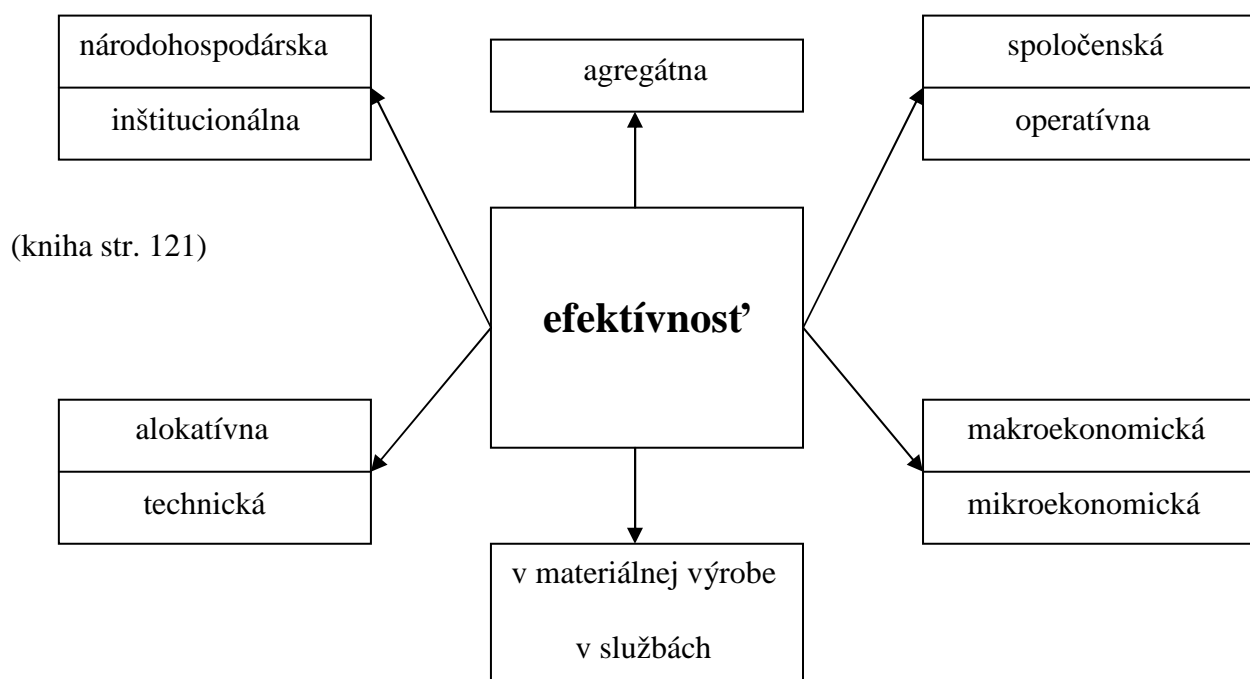 národohospodárska
inštitucionálna
agregátna
spoločenská
operatívna
(kniha str. 121)
efektívnosť
alokatívna
technická
makroekonomická
mikroekonomická
v materiálnej výrobe
v službách